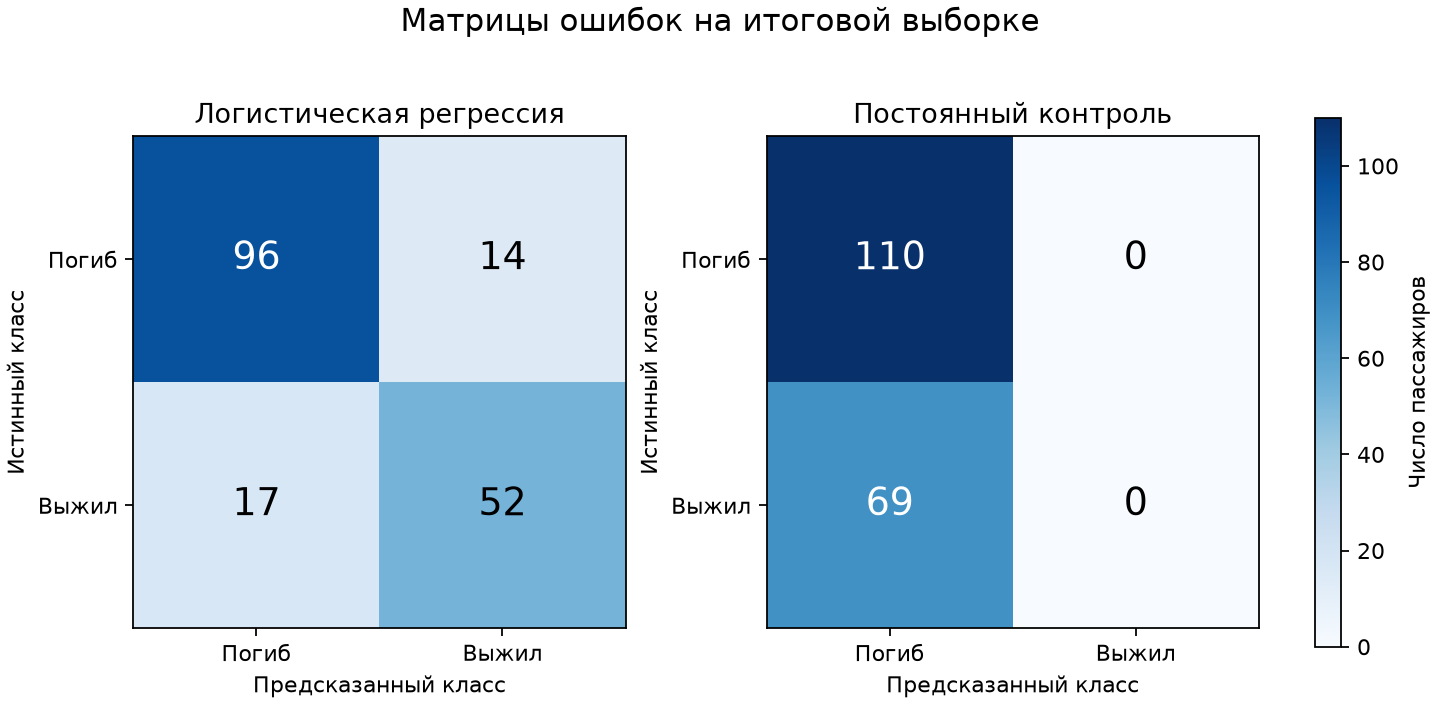 Матрицы ошибок на итоговой выборке
Логистическая регрессия
Истинный класс
Погиб
96
14
Выжил
17
52
Погиб
Выжил
Предсказанный класс
Постоянный контроль
Истинный класс
Погиб
110
0
Выжил
69
0
Погиб
Выжил
Предсказанный класс
100
80
60
40
20
0
Число пассажиров